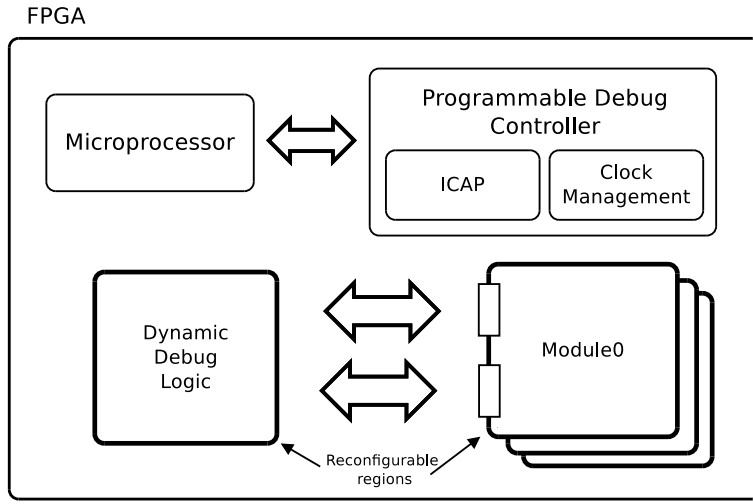 FPGA
Microprocessor
Programmable Debug
Controller
ICAP
Clock
Management
Dynamic
Debug
Logic
Module0
Reconfigurable
regions